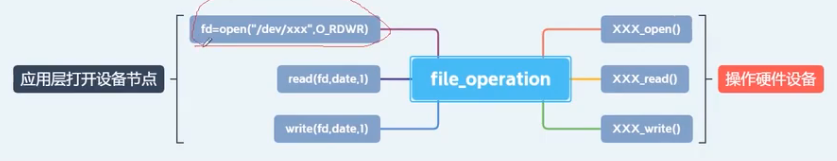 应用层打开设备节点
fd=open("/dev/xxx",O_RDWR)
read(fd,date,1)
write(fd,date,1)
file_operation
XXX_open()
XXX_read()
XXX_write()
操作硬件设备